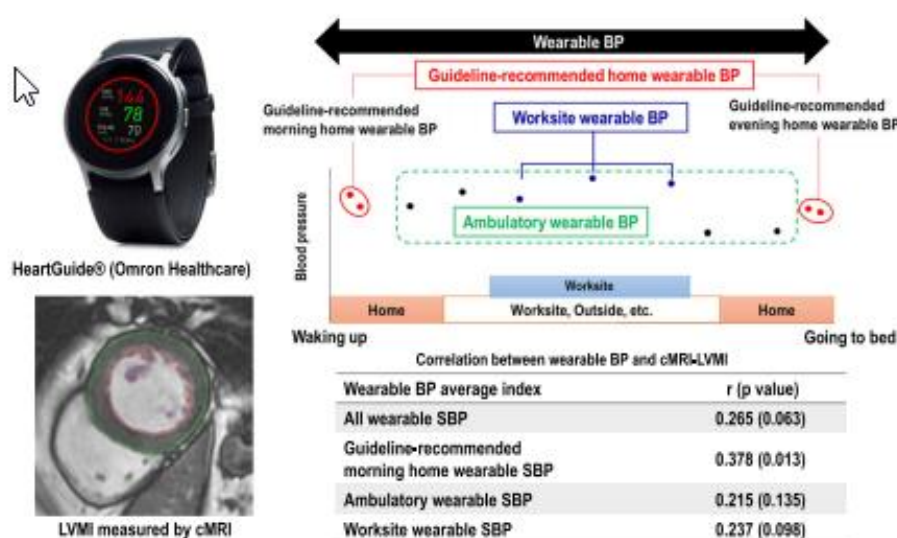 Wearable BP
Guideline-recommended home wearable BP
Guideline-recommended
morning home wearable BP
Worksite wearable BP
Guideline-recommended
evening home wearable BP
Ambulatory wearable BP
Blood pressure
Worksite
Home
Worksite, Outside, etc.
Home
Waking up
Going to bed
164
78
70
HeartGuide® (Omron Healthcare)
LVMI measured by cMRI
Correlation between wearable BP and cMRI-LVMI
Wearable BP average index r (p value)
All wearable SBP 0.265 (0.063)
Guideline-recommended
morning home wearable SBP 0.378 (0.013)
Ambulatory wearable SBP 0.215 (0.135)
Worksite wearable SBP 0.237 (0.098)